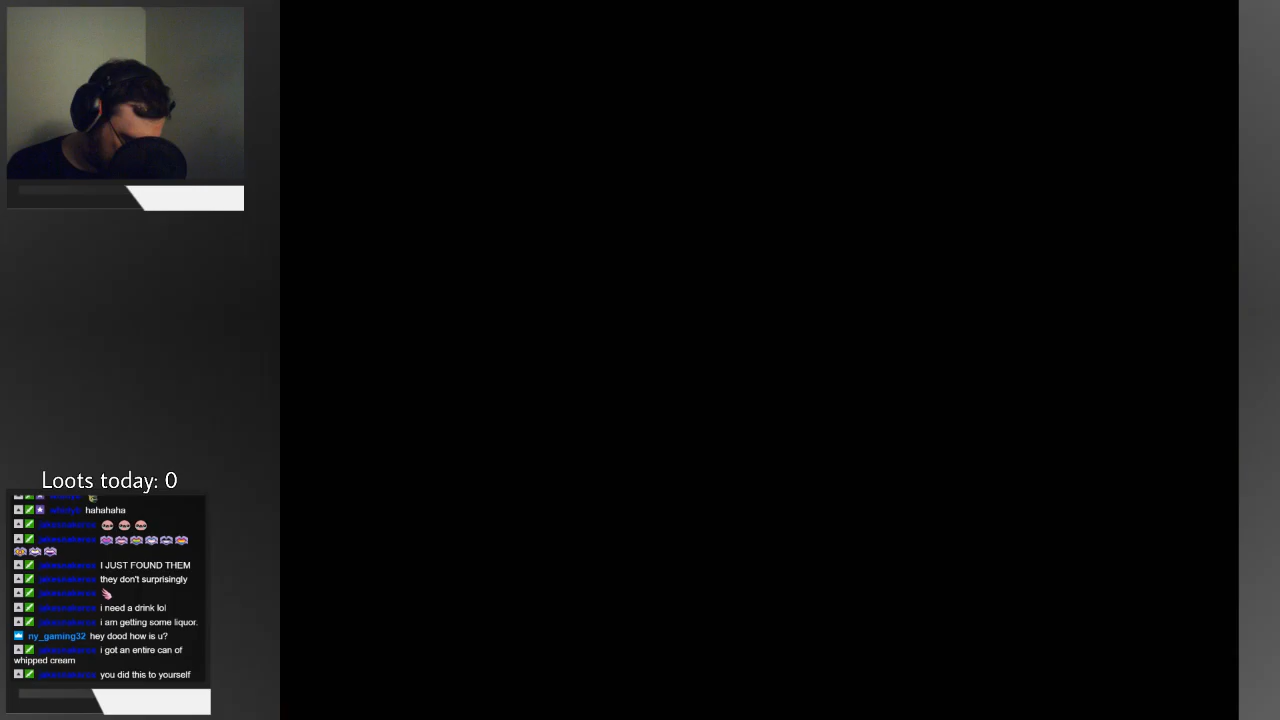 Loots today: 0
hahahaha
I JUST FOUND THEM
they don't surprisingly
i need a drink lol
i am getting some liquor.
ny_gaming32 hey dood how is u?
i got an entire can of
whipped cream
you did this to yourself